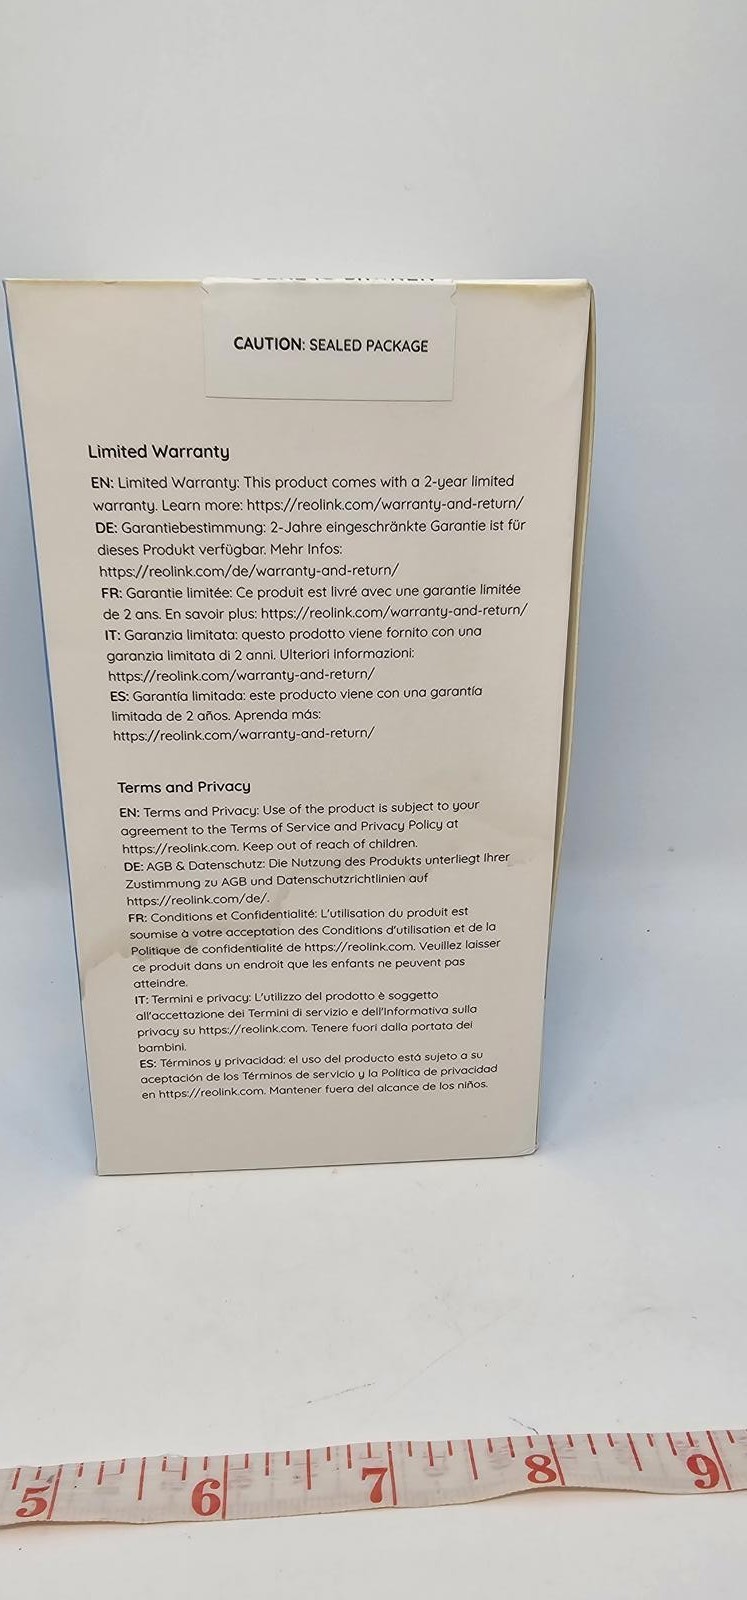 CAUTION: SEALED PACKAGE
Limited Warranty
EN: Limited Warranty: This product comes with a 2-year limited
warranty. Learn more: https://reolink.com/warranty-and-return/
DE: Garantiebestimmung: 2-Jahre eingeschränkte Garantie ist für
dieses Produkt verfügbar. Mehr Infos:
https://reolink.com/de/warranty-and-return/
FR: Garantie limitée: Ce produit est livré avec une garantie limitée
de 2 ans. En savoir plus: https://reolink.com/warranty-and-return/
IT: Garanzia limitata: questo prodotto viene fornito con una
garanzia limitata di 2 anni. Ulteriori informazioni:
https://reolink.com/warranty-and-return/
ES: Garantía limitada: este producto viene con una garantía
limitada de 2 años. Aprenda más:
https://reolink.com/warranty-and-return/
Terms and Privacy
EN: Terms and Privacy: Use of the product is subject to your
agreement to the Terms of Service and Privacy Policy at
https://reolink.com. Keep out of reach of children.
DE: AGB & Datenschutz: Die Nutzung des Produkts unterliegt Ihrer
Zustimmung zu AGB und Datenschutzrichtlinien auf
https://reolink.com/de/.
FR: Conditions et Confidentialité: L'utilisation du produit est
soumise à votre acceptation des Conditions d'utilisation et de la
Politique de confidentialité de https://reolink.com. Veuillez laisser
ce produit dans un endroit que les enfants ne peuvent pas
atteindre.
IT: Termini e privacy: L'utilizzo del prodotto è soggetto
all'accettazione dei Termini di servizio e dell'Informativa sulla
privacy su https://reolink.com. Tenere fuori dalla portata dei
bambini.
ES: Términos y privacidad: el uso del producto está sujeto a su
aceptación de los Términos de servicio y la Política de privacidad
en https://reolink.com. Mantener fuera del alcance de los niños.
5 6 7 8 9